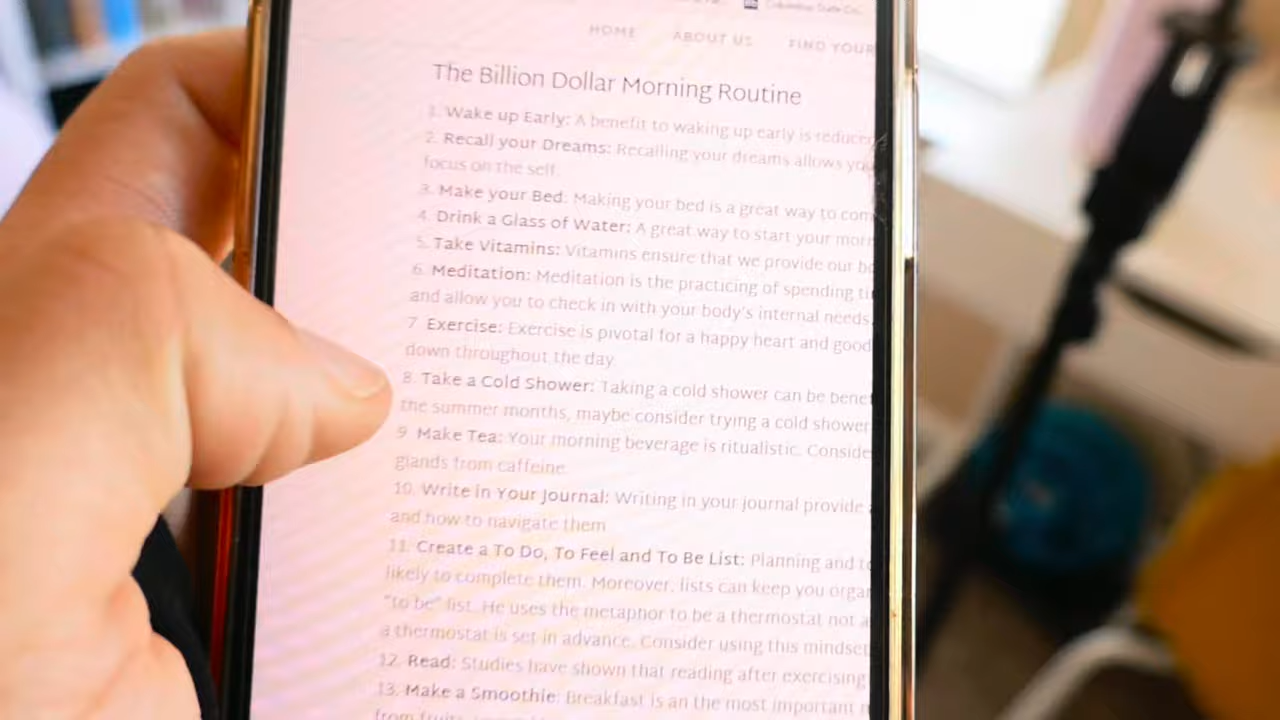 HOME ABOUT US FIND YOUR
The Billion Dollar Morning Routine
1. Wake up Early: A benefit to waking up early is
2. Recall your Dreams: Recalling your dreams allows
focus on the self.
3. Make your Bed: Making your bed is a great way to
4. Drink a Glass of Water: A great way to start your
5. Take Vitamins: Vitamins ensure that we provide our
6. Meditation: Meditation is the practicing of spending
and allow you to check in with your body's internal needs.
7 Exercise: Exercise is pivotal for a happy heart and good
down throughout the day.
8. Take a Cold Shower: Taking a cold shower can be
the summer months, maybe consider trying a cold shower
9 Make Tea: Your morning beverage is ritualistic.
glands from caffeine.
10. Write in Your Journal: Writing in your journal provide
and how to navigate them
11. Create a To Do, To Feel and To Be List: Planning and
likely to complete them. Moreover, lists can keep you
"to be" list. He uses the metaphor to be a thermostat not
a thermostat is set in advance. Consider using this mindset
12. Read: Studies have shown that reading after exercising
13. Make a Smoothie: Breakfast is an the most important
from fruits,